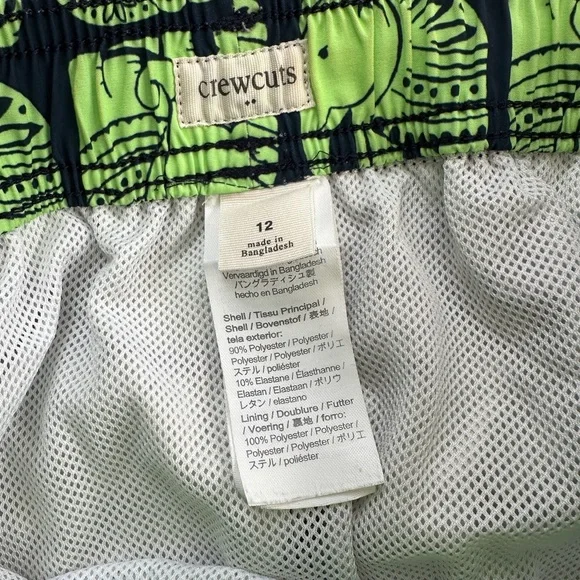 crewcuts
12
made in
Bangladesh
Vervaardigd in Bangladesh
バングラディシュ製
hecho en Bangladesh
Shell / Tissu Principal /
Shell / Bovenstof / 表地 /
tela exterior:
90% Polyester / Polyester /
Polyester / Polyester / ポリエ
ステル / poliéster
10% Elastane / Élasthanne /
Elastan / Elastaan / ポリウ
レタン / elastano
Lining / Doublure / Futter
/ Voering / 裏地 / forro:
100% Polyester / Polyester /
Polyester / Polyester / ポリエ
ステル / poliéster